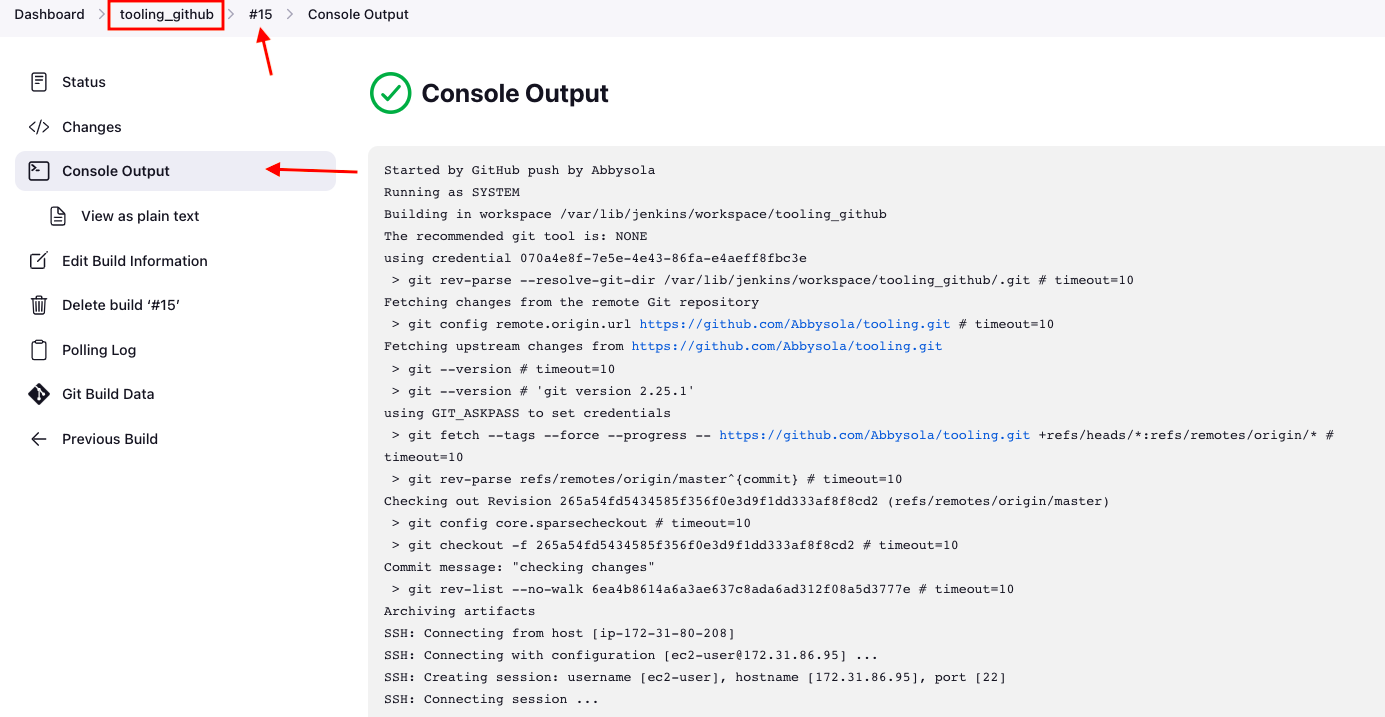 Dashboard > tooling_github > #15 > Console Output
Status
Changes
Console Output
View as plain text
Edit Build Information
Delete build ‘#15’
Polling Log
Git Build Data
Previous Build
Console Output
Started by GitHub push by Abbysola
Running as SYSTEM
Building in workspace /var/lib/jenkins/workspace/tooling_github
The recommended git tool is: NONE
using credential 070a4e8f-7e5e-4e43-86fa-e4aeff8fbc3e
> git rev-parse --resolve-git-dir /var/lib/jenkins/workspace/tooling_github/.git # timeout=10
Fetching changes from the remote Git repository
> git config remote.origin.url https://github.com/Abbysola/tooling.git # timeout=10
Fetching upstream changes from https://github.com/Abbysola/tooling.git
> git --version # timeout=10
> git --version # 'git version 2.25.1'
using GIT_ASKPASS to set credentials
> git fetch --tags --force --progress -- https://github.com/Abbysola/tooling.git +refs/heads/*:refs/remotes/origin/* #
timeout=10
> git rev-parse refs/remotes/origin/master^{commit} # timeout=10
Checking out Revision 265a54fd5434585f356f0e3d9f1dd333af8f8cd2 (refs/remotes/origin/master)
> git config core.sparsecheckout # timeout=10
> git checkout -f 265a54fd5434585f356f0e3d9f1dd333af8f8cd2 # timeout=10
Commit message: "checking changes"
> git rev-list --no-walk 6ea4b8614a6a3ae637c8ada6ad312f08a5d3777e # timeout=10
Archiving artifacts
SSH: Connecting from host [ip-172-31-80-208]
SSH: Connecting with configuration [ec2-user@172.31.86.95] ...
SSH: Creating session: username [ec2-user], hostname [172.31.86.95], port [22]
SSH: Connecting session ...